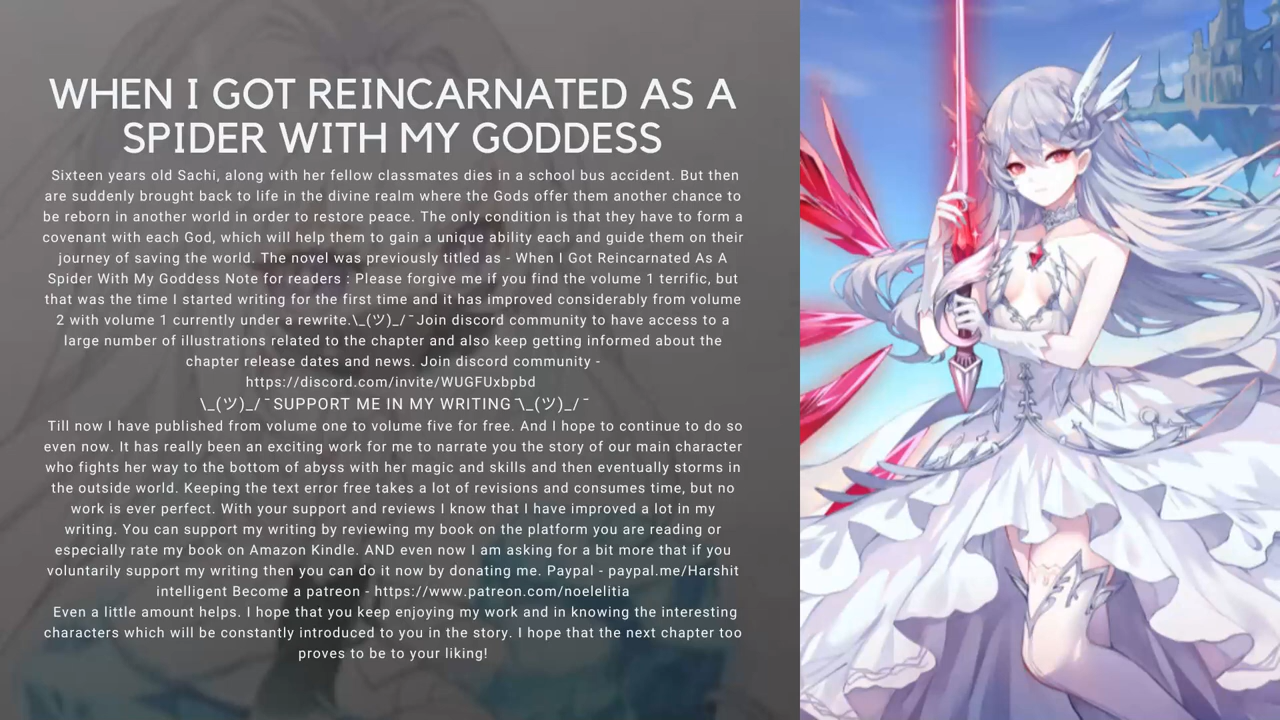 WHEN I GOT REINCARNATED AS A
SPIDER WITH MY GODDESS
Sixteen years old Sachi, along with her fellow classmates dies in a school bus accident. But then
are suddenly brought back to life in the divine realm where the Gods offer them another chance to
be reborn in another world in order to restore peace. The only condition is that they have to form a
covenant with each God, which will help them to gain a unique ability each and guide them on their
journey of saving the world. The novel was previously titled as - When I Got Reincarnated As A
Spider With My Goddess Note for readers : Please forgive me if you find the volume 1 terrific, but
that was the time I started writing for the first time and it has improved considerably from volume
2 with volume 1 currently under a rewrite.\_(ツ)_/¯Join discord community to have access to a
large number of illustrations related to the chapter and also keep getting informed about the
chapter release dates and news. Join discord community -
https://discord.com/invite/WUGFUxbpbd
\_(ツ)_/¯SUPPORT ME IN MY WRITING¯\_(ツ)_/¯
Till now I have published from volume one to volume five for free. And I hope to continue to do so
even now. It has really been an exciting work for me to narrate you the story of our main character
who fights her way to the bottom of abyss with her magic and skills and then eventually storms in
the outside world. Keeping the text error free takes a lot of revisions and consumes time, but no
work is ever perfect. With your support and reviews I know that I have improved a lot in my
writing. You can support my writing by reviewing my book on the platform you are reading or
especially rate my book on Amazon Kindle. AND even now I am asking for a bit more that if you
voluntarily support my writing then you can do it now by donating me. Paypal - paypal.me/Harshit
intelligent Become a patreon - https://www.patreon.com/noelelitia
Even a little amount helps. I hope that you keep enjoying my work and in knowing the interesting
characters which will be constantly introduced to you in the story. I hope that the next chapter too
proves to be to your liking!